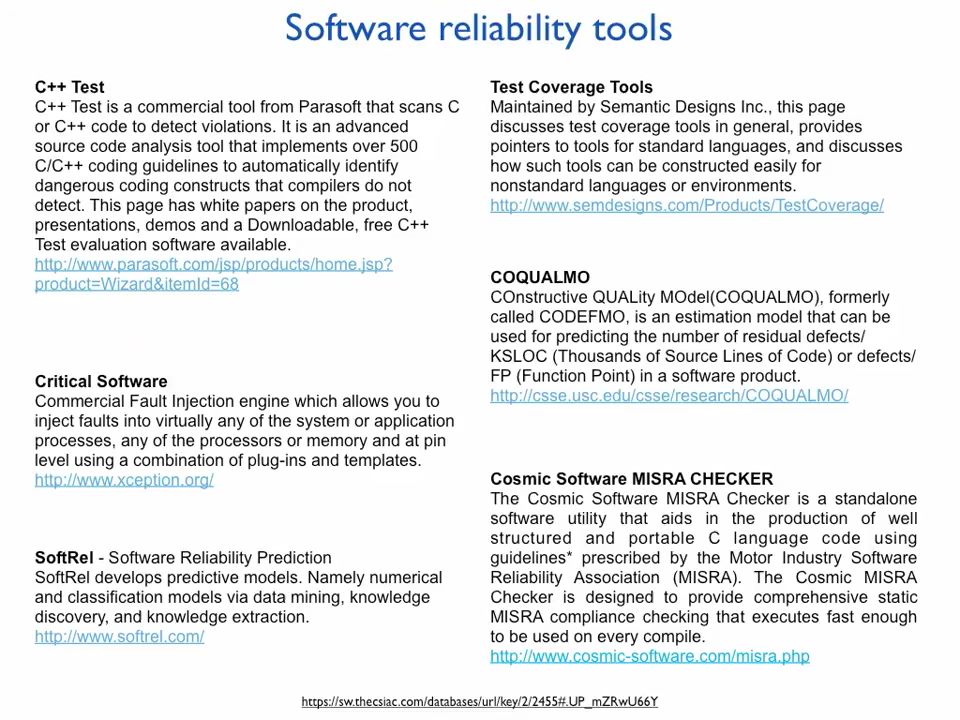 Software reliability tools
C++ Test
C++ Test is a commercial tool from Parasoft that scans C
or C++ code to detect violations. It is an advanced
source code analysis tool that implements over 500
C/C++ coding guidelines to automatically identify
dangerous coding constructs that compilers do not
detect. This page has white papers on the product,
presentations, demos and a Downloadable, free C++
Test evaluation software available.
http://www.parasoft.com/jsp/products/home.jsp?
product=Wizard&itemId=68
Critical Software
Commercial Fault Injection engine which allows you to
inject faults into virtually any of the system or application
processes, any of the processors or memory and at pin
level using a combination of plug-ins and templates.
http://www.xception.org/
SoftRel - Software Reliability Prediction
SoftRel develops predictive models. Namely numerical
and classification models via data mining, knowledge
discovery, and knowledge extraction.
http://www.softrel.com/
Test Coverage Tools
Maintained by Semantic Designs Inc., this page
discusses test coverage tools in general, provides
pointers to tools for standard languages, and discusses
how such tools can be constructed easily for
nonstandard languages or environments.
http://www.semdesigns.com/Products/TestCoverage/
COQUALMO
COnstructive QUALity MOdel(COQUALMO), formerly
called CODEFMO, is an estimation model that can be
used for predicting the number of residual defects/
KSLOC (Thousands of Source Lines of Code) or defects/
FP (Function Point) in a software product.
http://csse.usc.edu/csse/research/COQUALMO/
Cosmic Software MISRA CHECKER
The Cosmic Software MISRA Checker is a standalone
software utility that aids in the production of well
structured and portable C language code using
guidelines* prescribed by the Motor Industry Software
Reliability Association (MISRA). The Cosmic MISRA
Checker is designed to provide comprehensive static
MISRA compliance checking that executes fast enough
to be used on every compile.
http://www.cosmic-software.com/misra.php
https://sw.thecsiac.com/databases/url/key/2/2455#.UP_mZRwU66Y